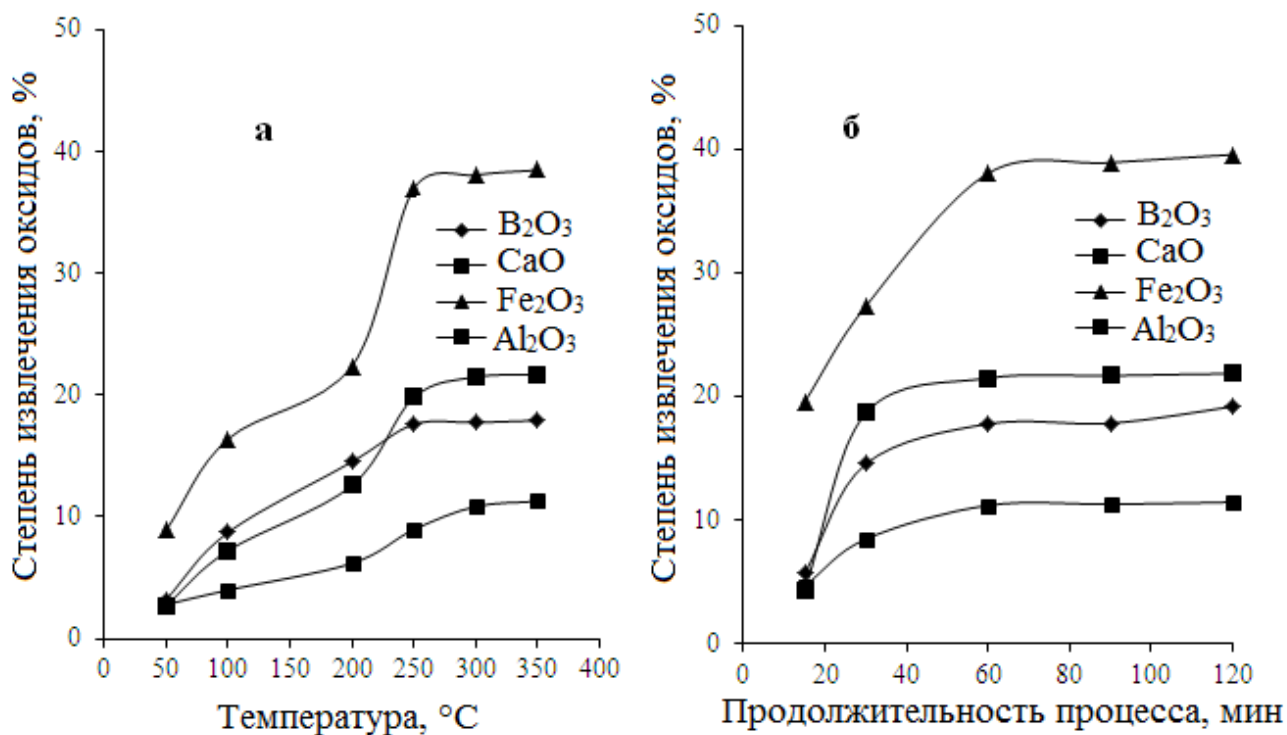 Степень извлечения оксидов, %
50
40
30
20
10
0
а
B₂O₃
CaO
Fe₂O₃
Al₂O₃
0 50 100 150 200 250 300 350 400
Температура, °С
Степень извлечения оксидов, %
50
40
30
20
10
0
б
B₂O₃
CaO
Fe₂O₃
Al₂O₃
0 20 40 60 80 100 120
Продолжительность процесса, мин